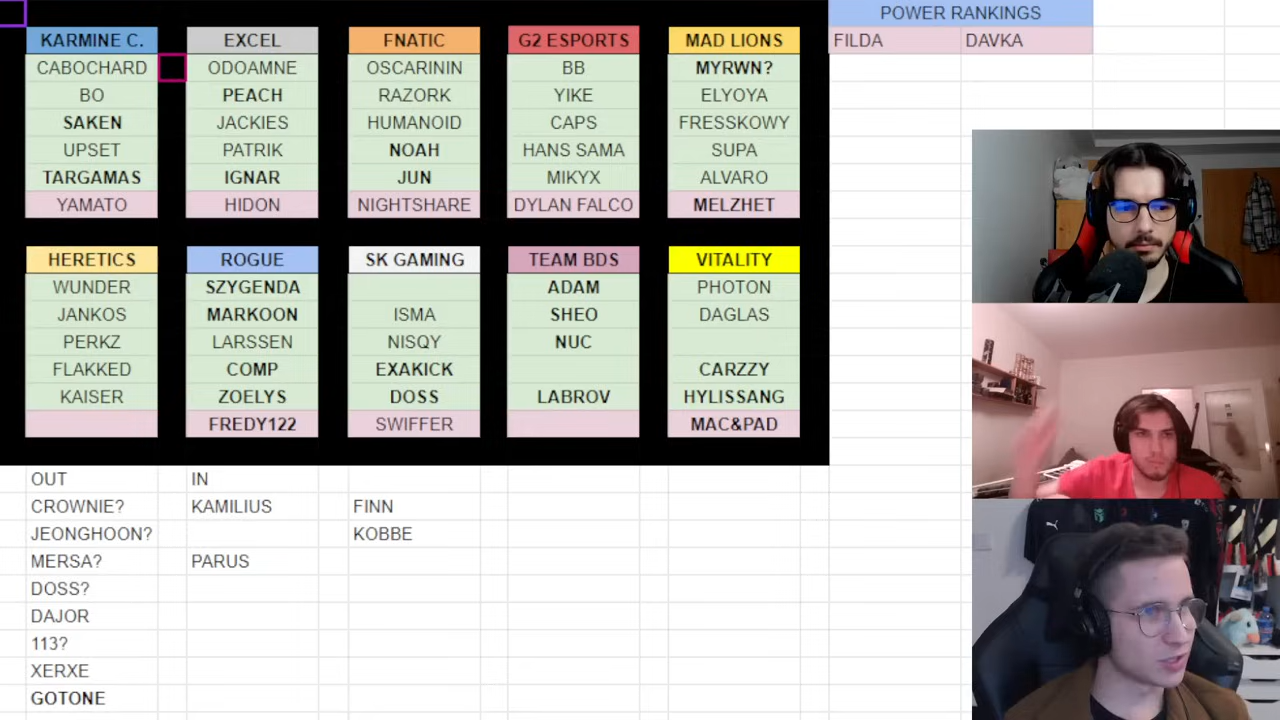 POWER RANKINGS
FILDA DAVKA
KARMINE C. EXCEL FNATIC G2 ESPORTS MAD LIONS
CABOCHARD ODOAMNE OSCARININ BB MYRWN?
BO PEACH RAZORK YIKE ELYOYA
SAKEN JACKIES HUMANOID CAPS FRESSKOWY
UPSET PATRIK NOAH HANS SAMA SUPA
TARGAMAS IGNAR JUN MIKYX ALVARO
YAMATO HIDON NIGHTSHARE DYLAN FALCO MELZHET
HERETICS ROGUE SK GAMING TEAM BDS VITALITY
WUNDER SZYGENDA ADAM PHOTON
JANKOS MARKOON ISMA SHEO DAGLAS
PERKZ LARSSEN NISQY NUC
FLAKKED COMP EXAKICK CARZZY
KAISER ZOELYS DOSS LABROV HYLISSANG
FREDY122 SWIFFER MAC&PAD
OUT IN
CROWNIE? KAMILIUS FINN
JEONGHOON? KOBBE
MERSA? PARUS
DOSS?
DAJOR
113?
XERXE
GOTONE